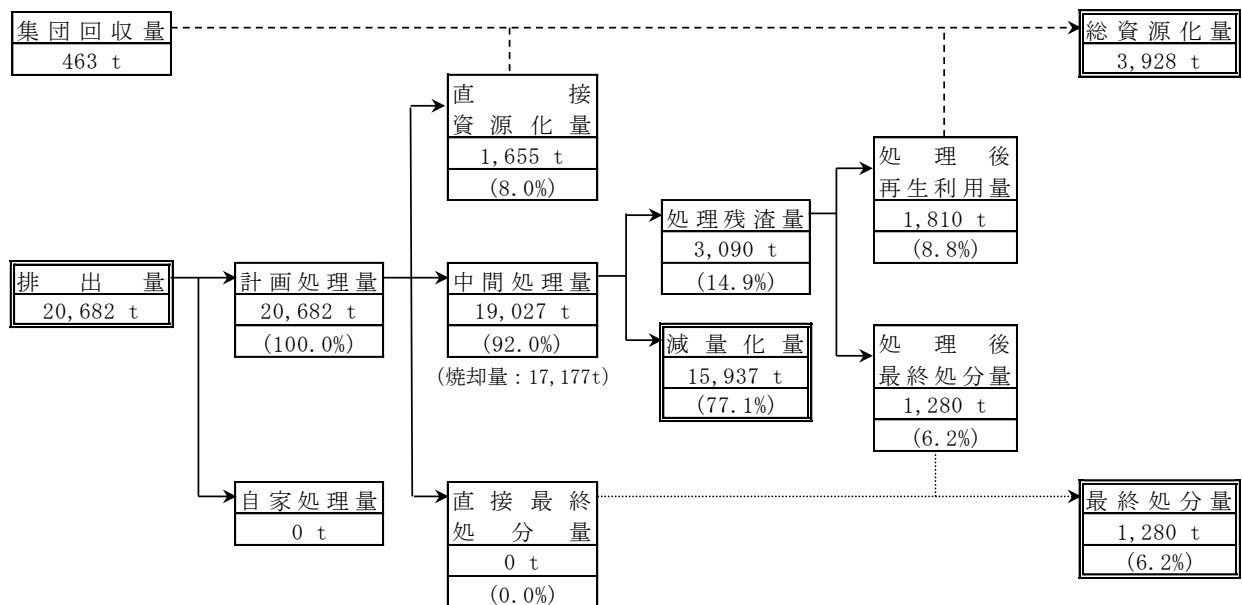 集団回収量
463 t
総資源化量
3,928 t
直接
資源化量
1,655 t
(8.0%)
処理後
再生利用量
1,810 t
(8.8%)
処理残渣量
3,090 t
(14.9%)
排出量
20,682 t
計画処理量
20,682 t
(100.0%)
中間処理量
19,027 t
(92.0%)
(焼却量：17,177t)
減量化量
15,937 t
(77.1%)
処理後
最終処分量
1,280 t
(6.2%)
自家処理量
0 t
直接最終
処分量
0 t
(0.0%)
最終処分量
1,280 t
(6.2%)